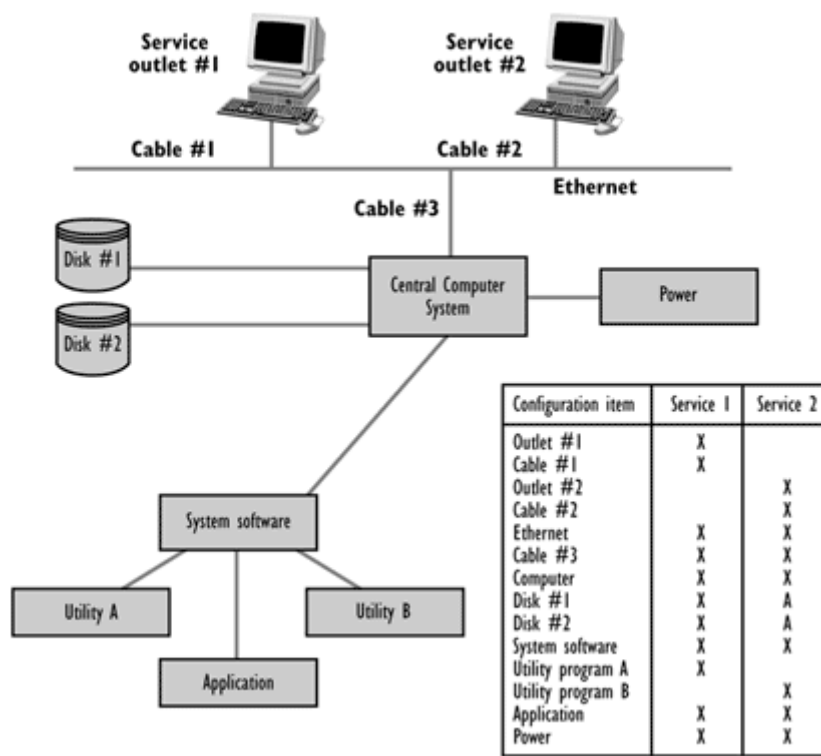 Service
outlet #1
Service
outlet #2
Cable #1
Cable #2
Ethernet
Cable #3
Disk #1
Central Computer
System
Power
Disk #2
Configuration item Service 1 Service 2
Outlet #1 X
Cable #1 X
Outlet #2 X
Cable #2 X
Ethernet X X
Cable #3 X X
Computer X X
Disk #1 X A
Disk #2 X A
System software X X
Utility program A X
Utility program B X
Application X X
Power X X
System software
Utility A
Utility B
Application